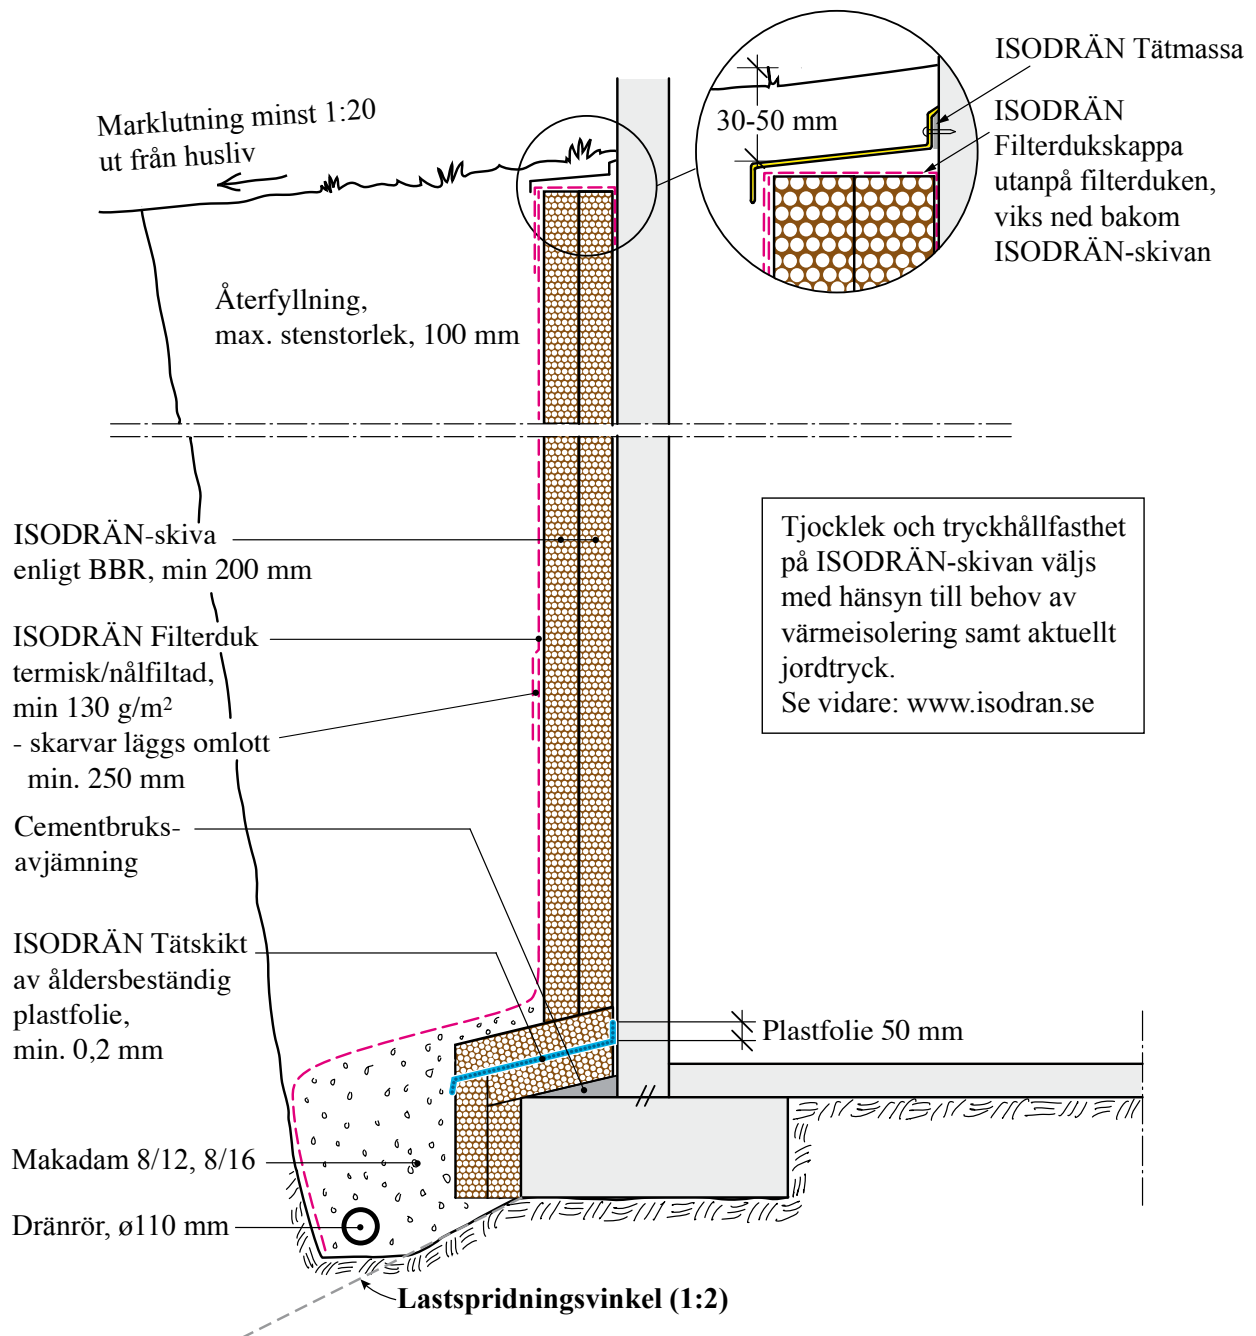 Marklutning minst 1:20
ut från husliv
30-50 mm
ISODRÄN Tätmassa
ISODRÄN
Filterdukskappa
utanpå filterduken,
viks ned bakom
ISODRÄN-skivan
Återfyllning,
max. stenstorlek, 100 mm
ISODRÄN-skiva
enligt BBR, min 200 mm
Tjocklek och tryckhållfasthet
på ISODRÄN-skivan väljs
med hänsyn till behov av
värmeisolering samt aktuellt
jordtryck.
Se vidare: www.isodran.se
ISODRÄN Filterduk
termisk/nålfiltad,
min 130 g/m²
- skarvar läggs omlott
min. 250 mm
Cementbruks-
avjämning
ISODRÄN Tätskikt
av åldersbeständig
plastfolie,
min. 0,2 mm
Plastfolie 50 mm
Makadam 8/12, 8/16
Dränrör, ø110 mm
Lastspridningsvinkel (1:2)